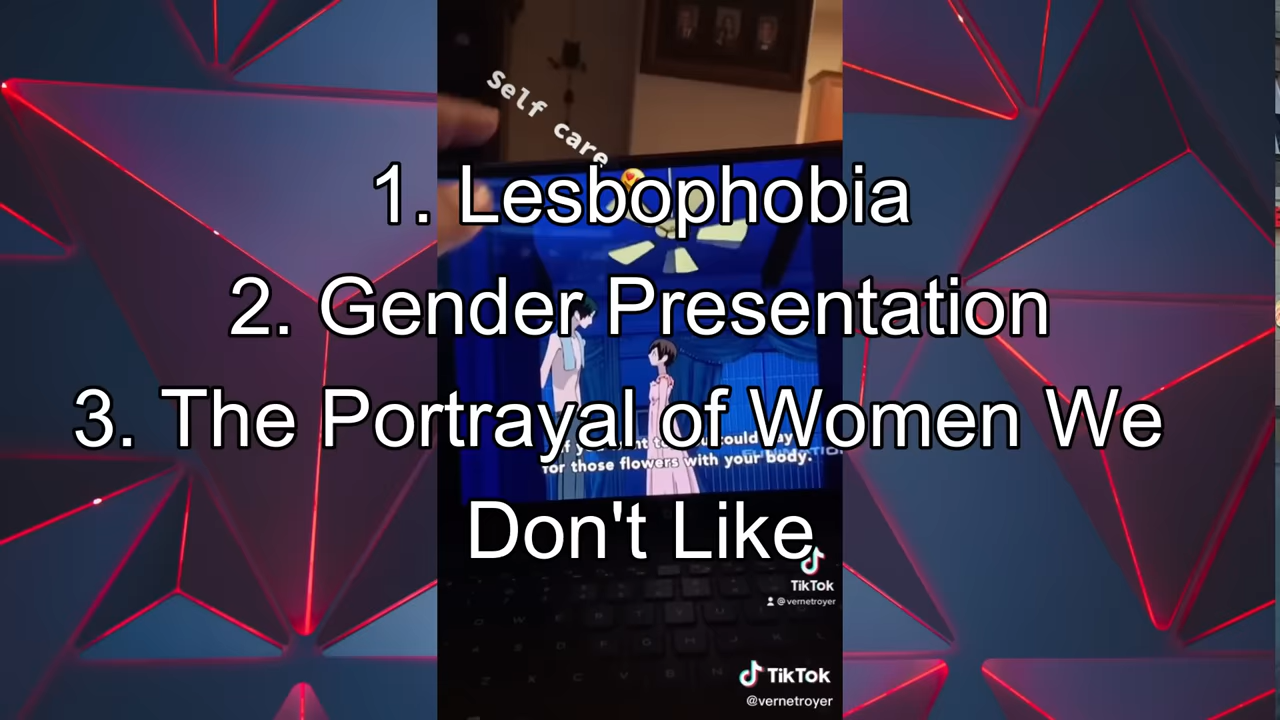 Self care
1. Lesbophobia
2. Gender Presentation
3. The Portrayal of Women We
Don't Like
could
for those flowers with your body.
TikTok
@vernetroyer
TikTok
@vernetroyer